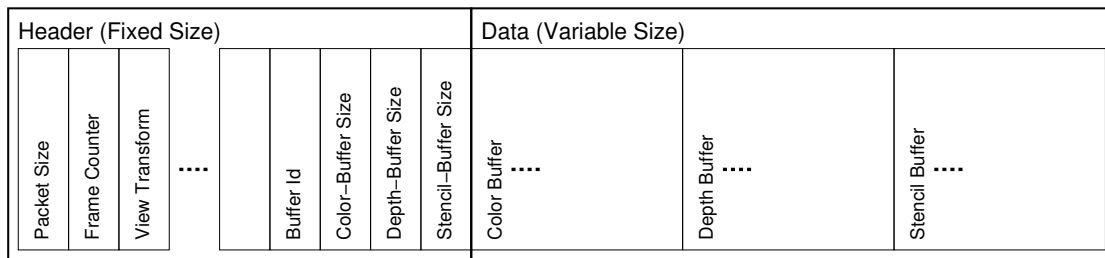 Header (Fixed Size)
Data (Variable Size)
Packet Size
Frame Counter
View Transform
....
Buffer Id
Color−Buffer Size
Depth−Buffer Size
Stencil−Buffer Size
Color Buffer ....
Depth Buffer ....
Stencil Buffer ....